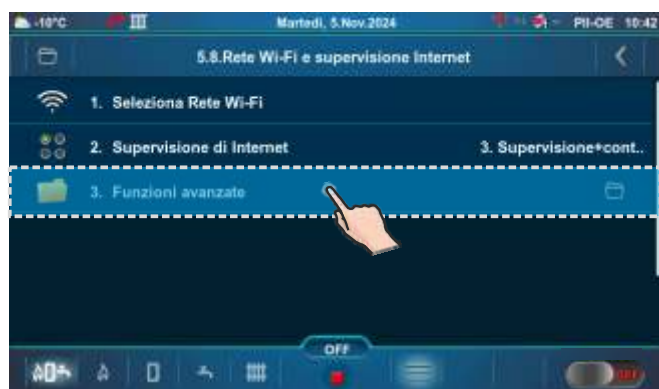 -10°C Martedì, 5.Nov.2024 PII-OE 10:42
5.8.Rete Wi-Fi e supervisione Internet
1. Seleziona Rete Wi-Fi
2. Supervisione di Internet 3. Supervisione+cont..
3. Funzioni avanzate
OFF
OFF